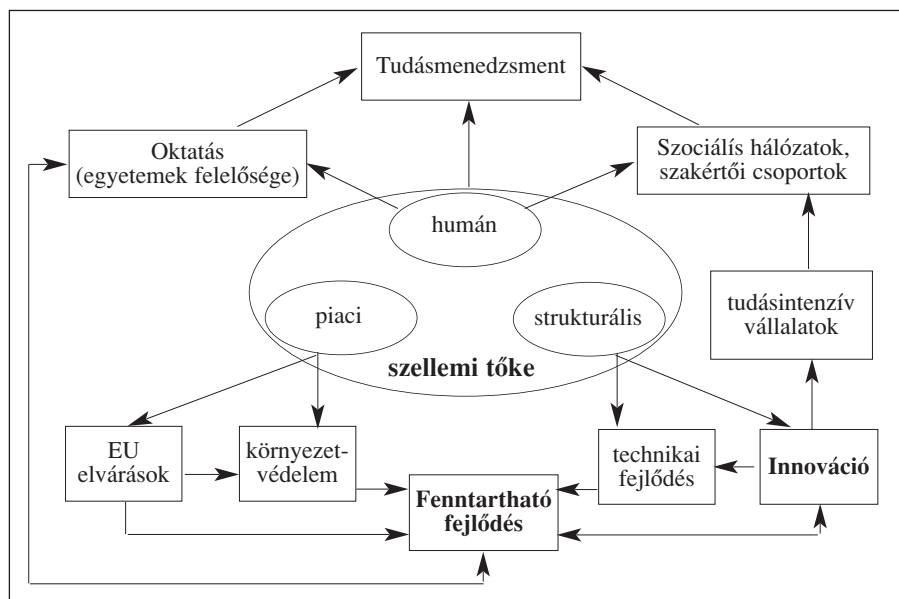 Tudásmenedzsment
Oktatás
(egyetemek felelősége)
Szociális hálózatok,
szakértői csoportok
humán
piaci
strukturális
szellemi tőke
tudásintenzív
vállalatok
EU
elvárások
környezet-
védelem
Fenntartható
fejlődés
technikai
fejlődés
Innováció